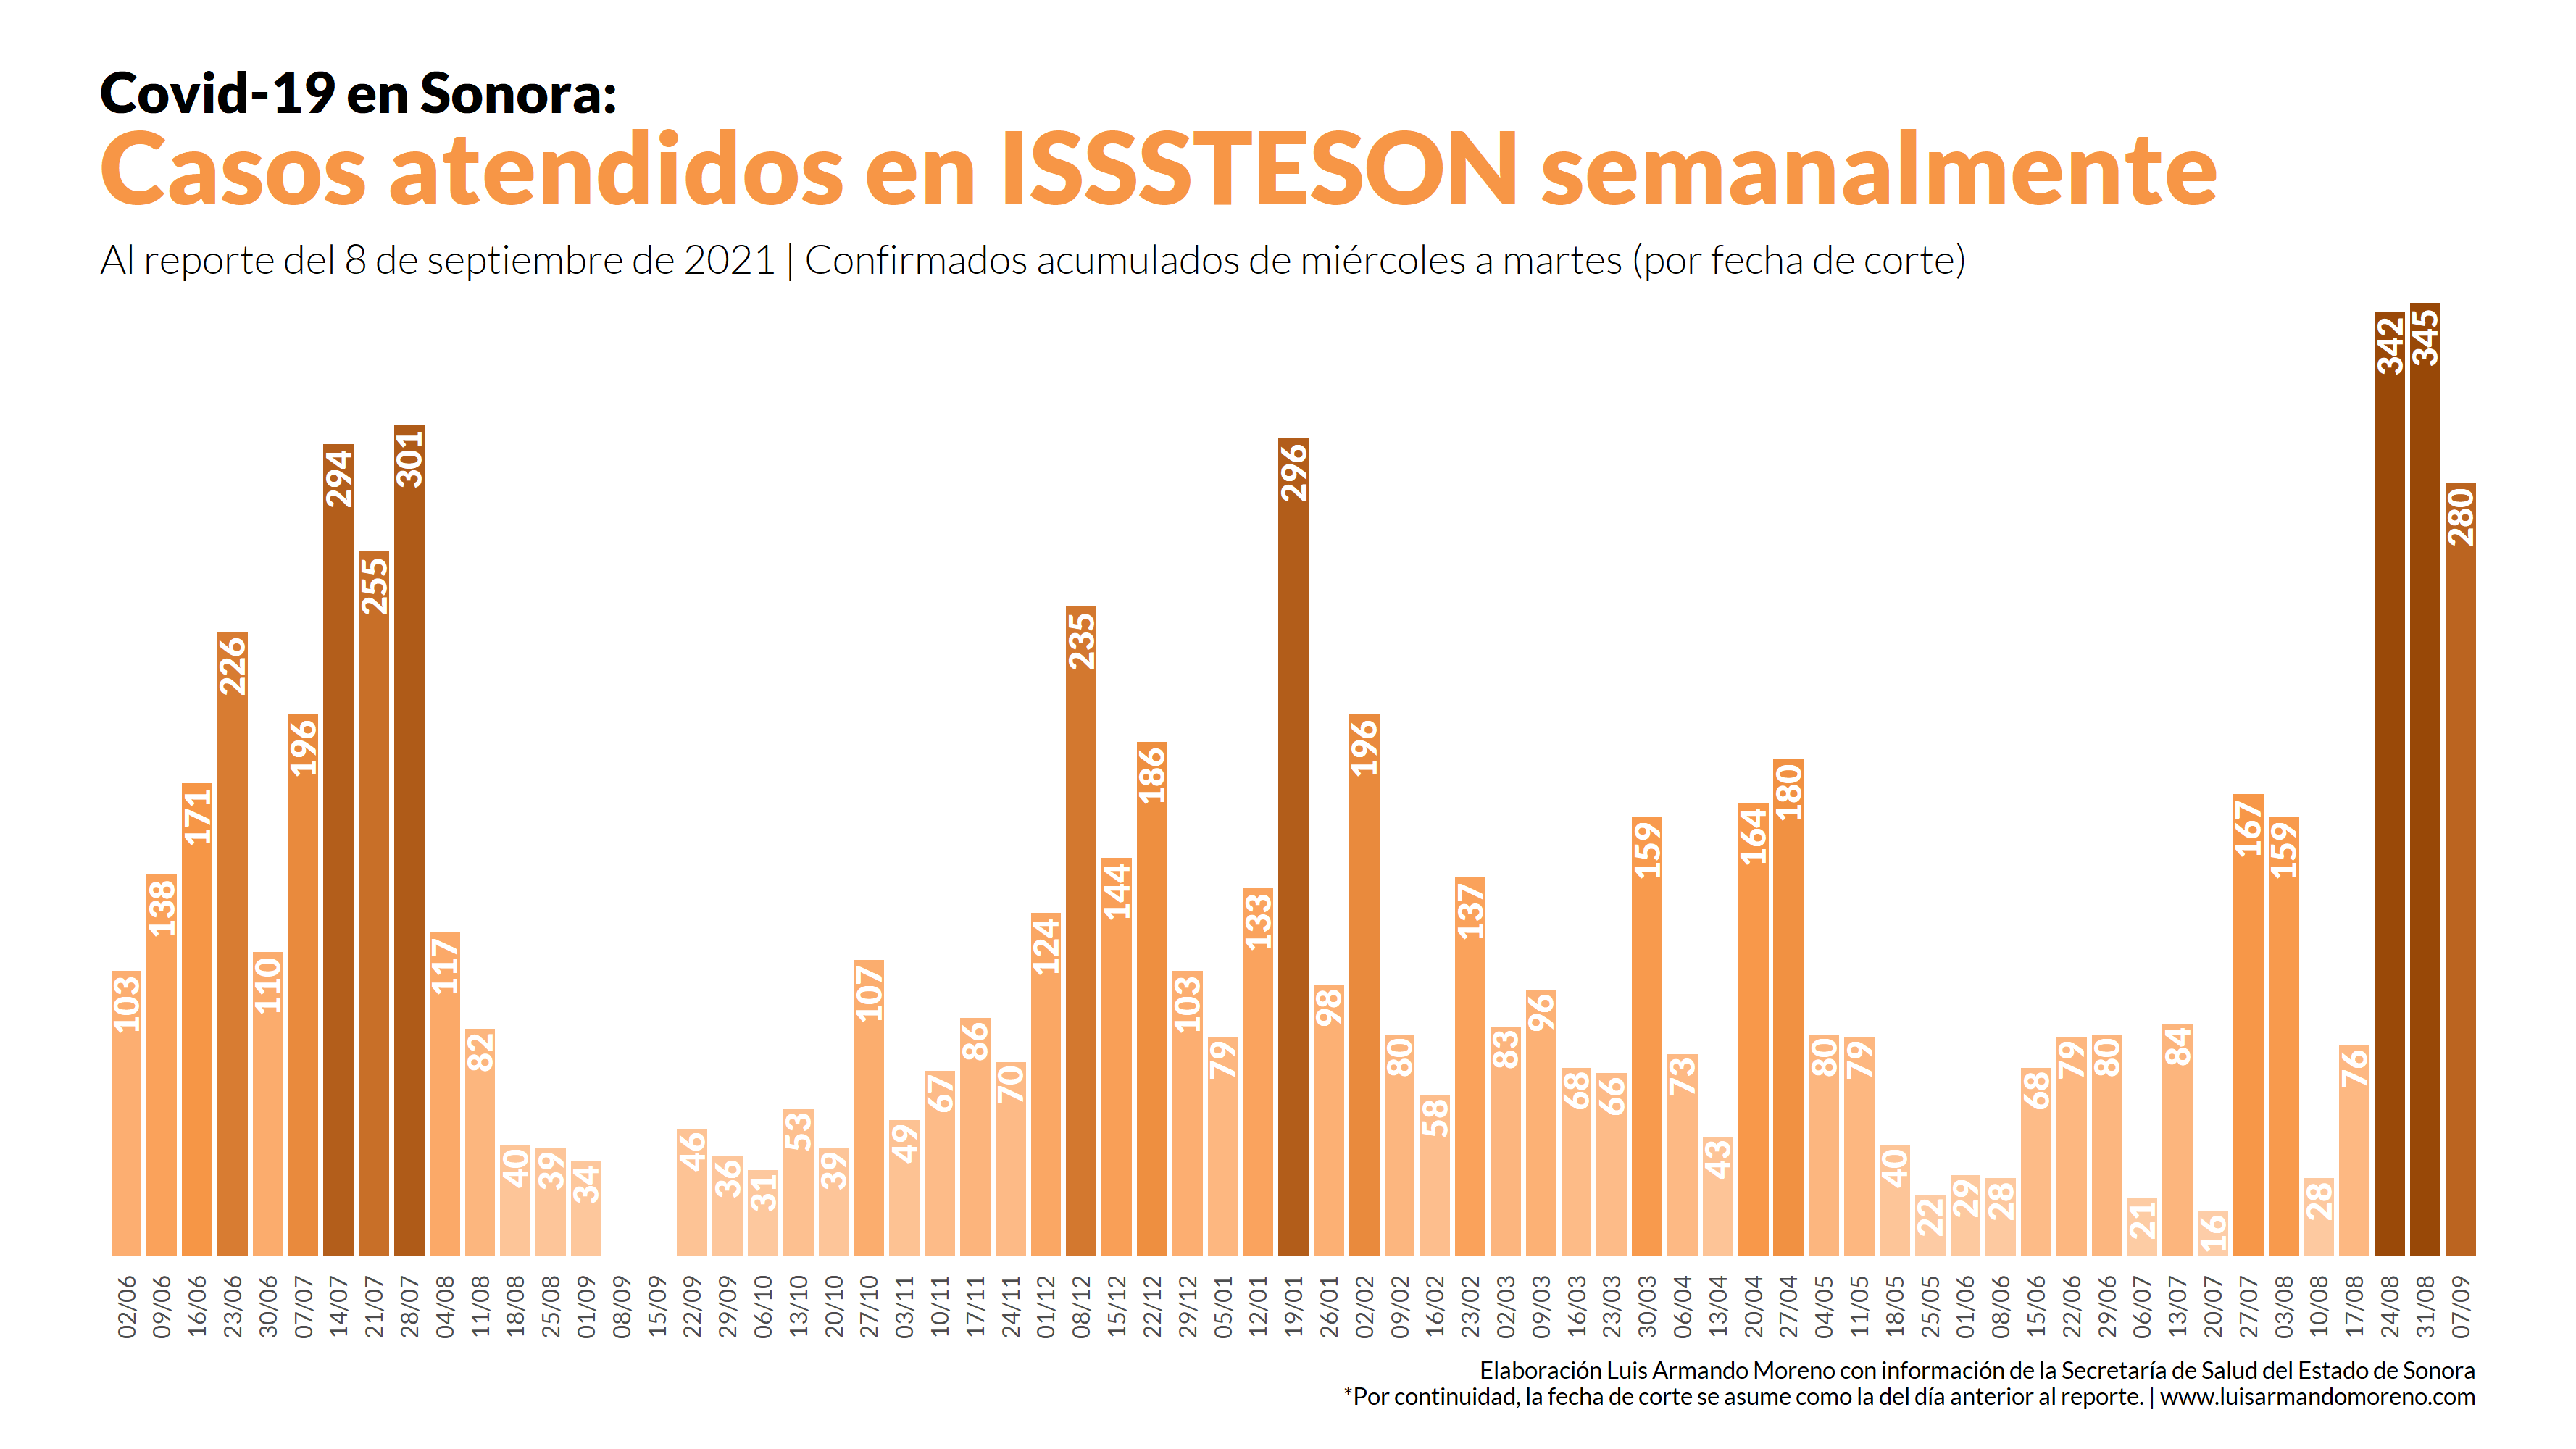 Covid-19 en Sonora:
Casos atendidos en ISSSTESON semanalmente
Al reporte del 8 de septiembre de 2021 | Confirmados acumulados de miércoles a martes (por fecha de corte)
103 138 171 226 110 196 294 255 301 117 82 40 39 34 46 36 31 53 39 107 49 67 86 70 124 235 144 186 103 79 133 296 98 196 80 58 137 83 96 68 66 159 73 43 164 180 80 79 40 22 29 28 68 79 80 21 84 16 167 159 28 76 342 345 280
02/06 09/06 16/06 23/06 30/06 07/07 14/07 21/07 28/07 04/08 11/08 18/08 25/08 01/09 08/09 15/09 22/09 29/09 06/10 13/10 20/10 27/10 03/11 10/11 17/11 24/11 01/12 08/12 15/12 22/12 29/12 05/01 12/01 19/01 26/01 02/02 09/02 16/02 23/02 02/03 09/03 16/03 23/03 30/03 06/04 13/04 20/04 27/04 04/05 11/05 18/05 25/05 01/06 08/06 15/06 22/06 29/06 06/07 13/07 20/07 27/07 03/08 10/08 17/08 24/08 31/08 07/09
Elaboración Luis Armando Moreno con información de la Secretaría de Salud del Estado de Sonora
*Por continuidad, la fecha de corte se asume como la del día anterior al reporte. | www.luisarmandomoreno.com